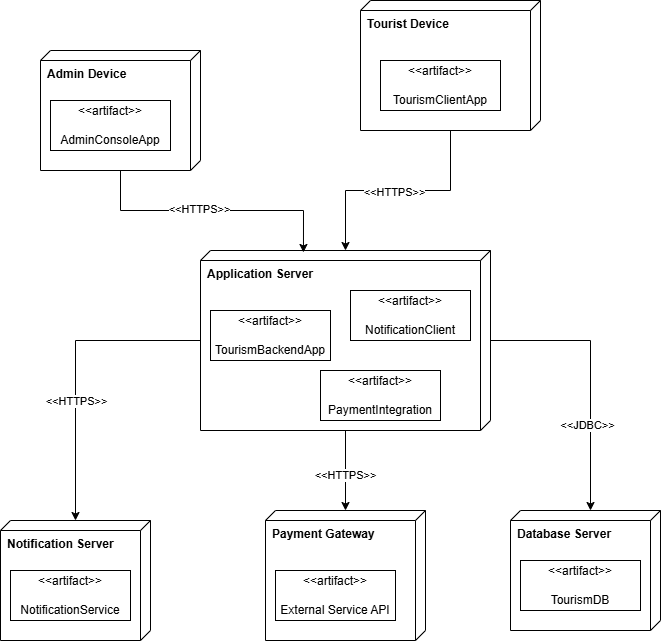 Tourist Device
<<artifact>>
TourismClientApp
Admin Device
<<artifact>>
AdminConsoleApp
<<HTTPS>>
<<HTTPS>>
Application Server
<<artifact>>
NotificationClient
<<artifact>>
TourismBackendApp
<<artifact>>
PaymentIntegration
<<HTTPS>>
<<JDBC>>
<<HTTPS>>
Notification Server
<<artifact>>
NotificationService
Payment Gateway
<<artifact>>
External Service API
Database Server
<<artifact>>
TourismDB